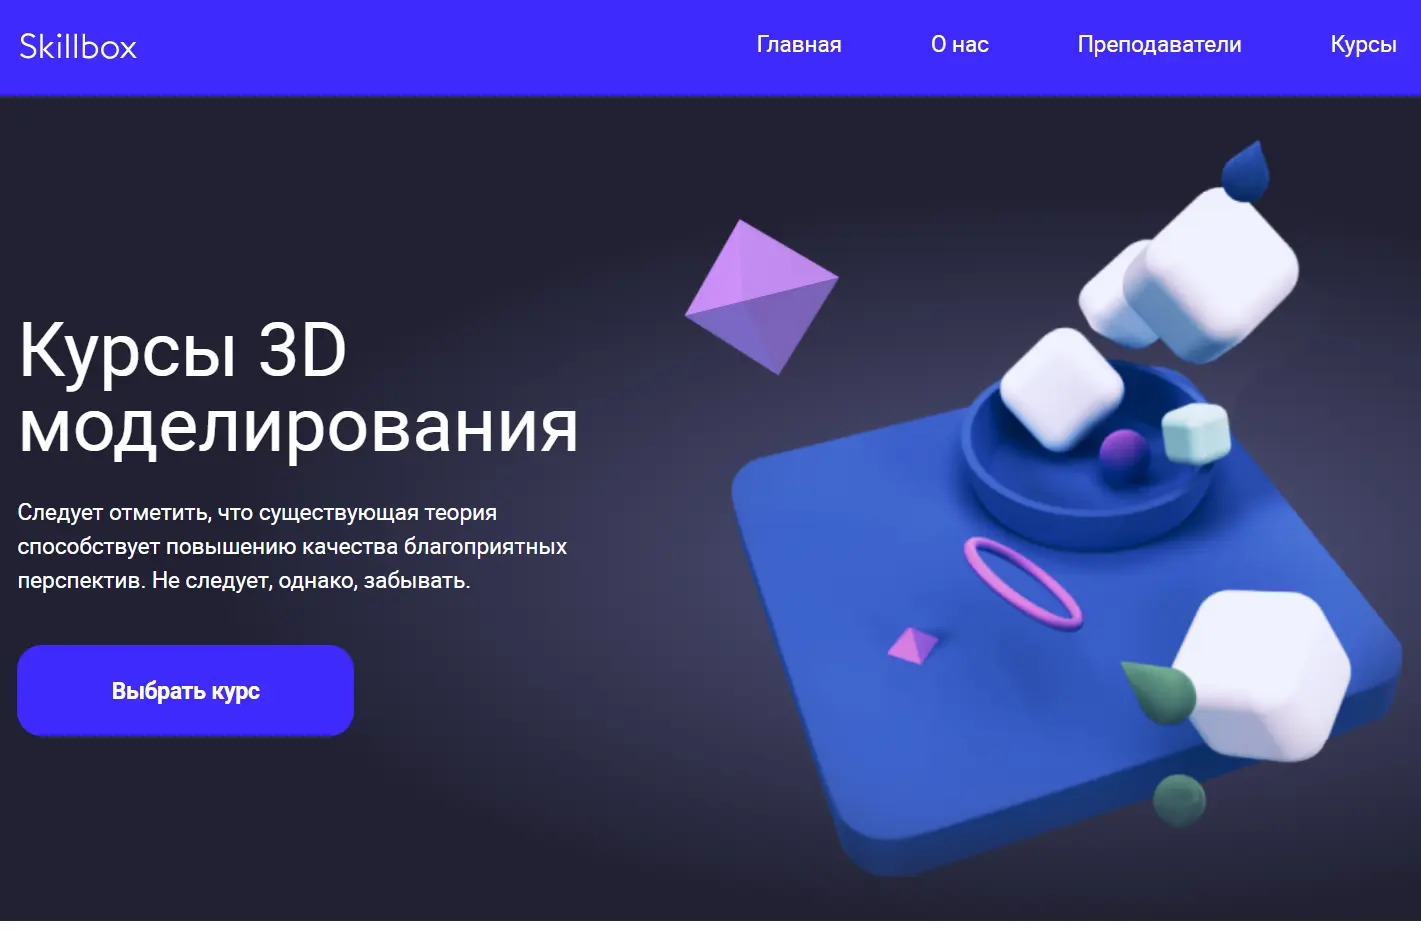 Skillbox
Главная
О нас
Преподаватели
Курсы
Курсы 3D
моделирования
Следует отметить, что существующая теория
способствует повышению качества благоприятных
перспектив. Не следует, однако, забывать.
Выбрать курс